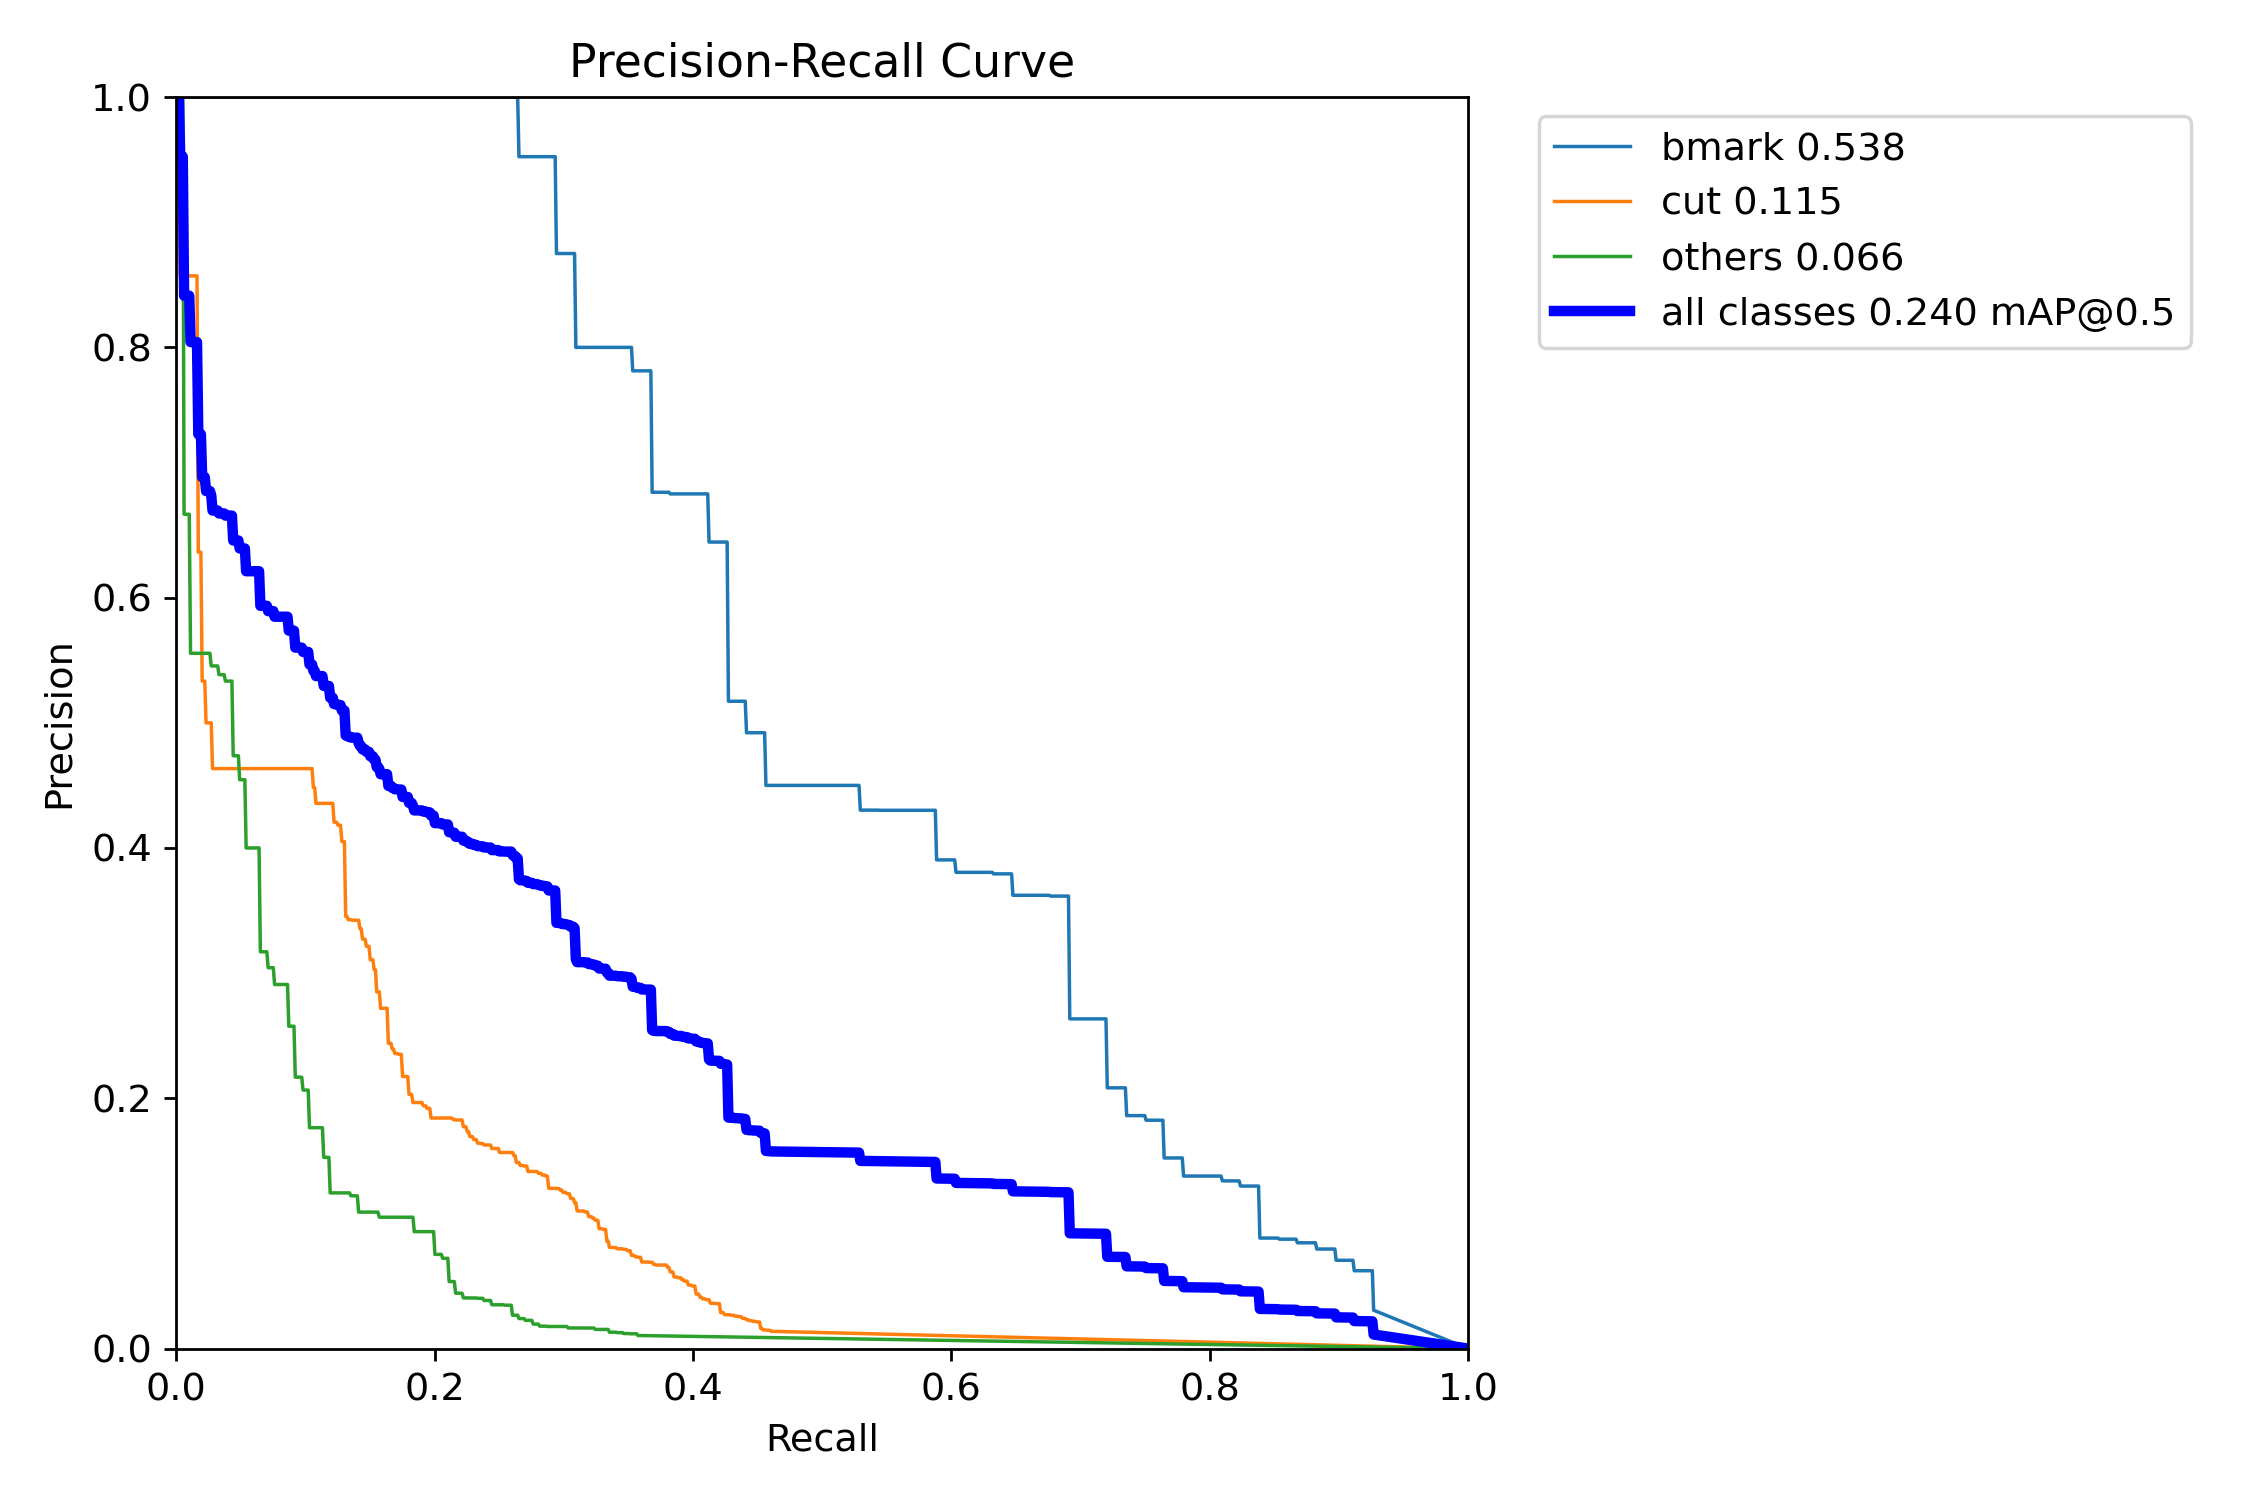 Precision-Recall Curve
1.0
0.8
0.6
0.4
0.2
0.0
Precision
0.0 0.2 0.4 0.6 0.8 1.0
Recall
bmark 0.538
cut 0.115
others 0.066
all classes 0.240 mAP@0.5